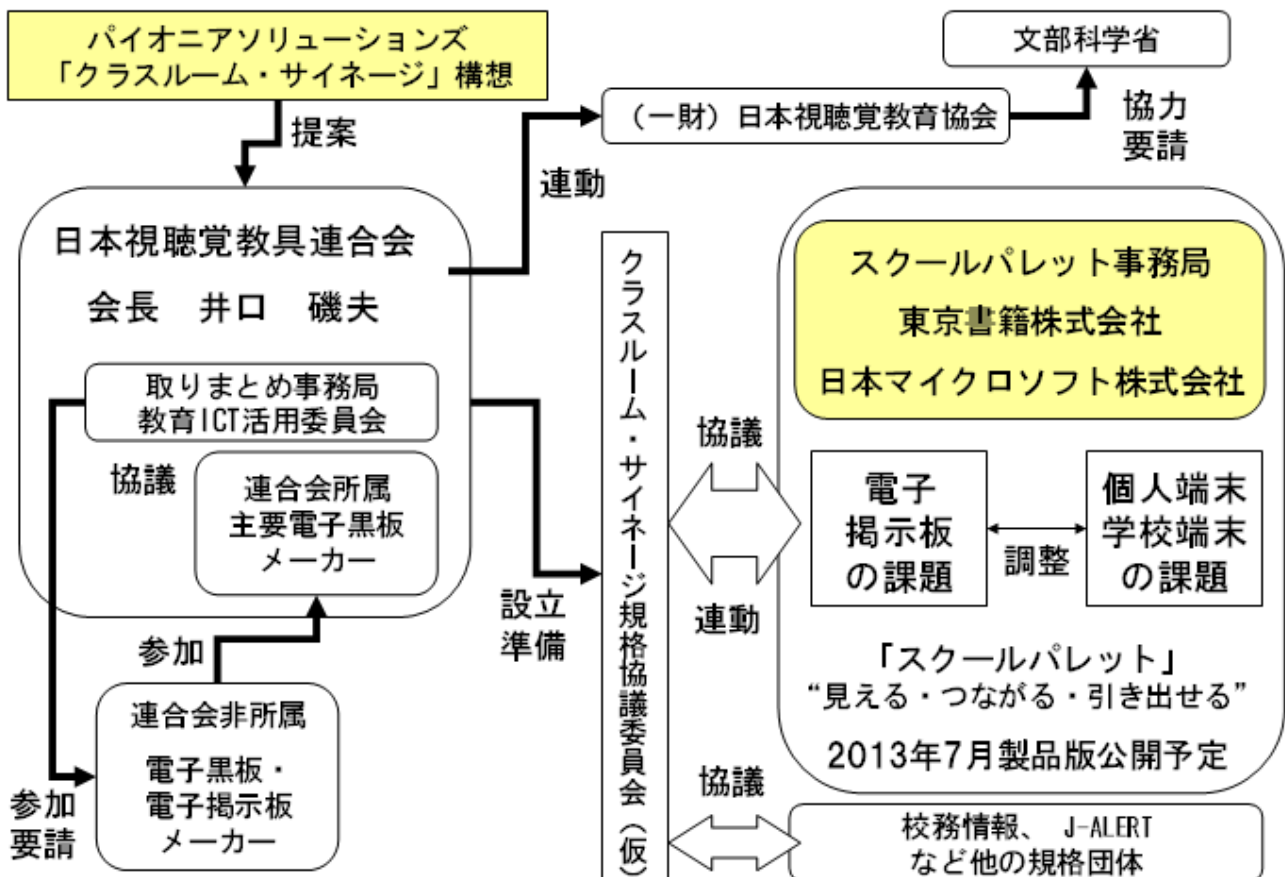 パイオニアソリューションズ
「クラスルーム・サイネージ」構想
提案
文部科学省
（一財）日本視聴覚教育協会
協力
要請
連動
日本視聴覚教具連合会
会長　井口　磯夫
取りまとめ事務局
教育ICT活用委員会
協議
連合会所属
主要電子黒板
メーカー
参加
設立
準備
連合会非所属
電子黒板・
電子掲示板
メーカー
参加
要請
クラスルーム・サイネージ規格協議委員会（仮）
スクールパレット事務局
東京書籍株式会社
日本マイクロソフト株式会社
協議
連動
電子
掲示板
の課題
調整
個人端末
学校端末
の課題
「スクールパレット」
“見える・つながる・引き出せる”
2013年7月製品版公開予定
協議
校務情報、 J-ALERT
など他の規格団体